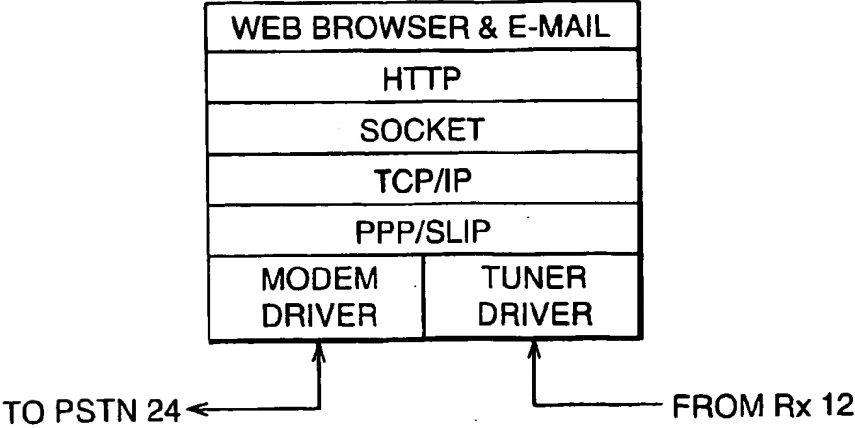 WEB BROWSER & E-MAIL
HTTP
SOCKET
TCP/IP
PPP/SLIP
MODEM DRIVER
TUNER DRIVER
TO PSTN 24
FROM Rx 12